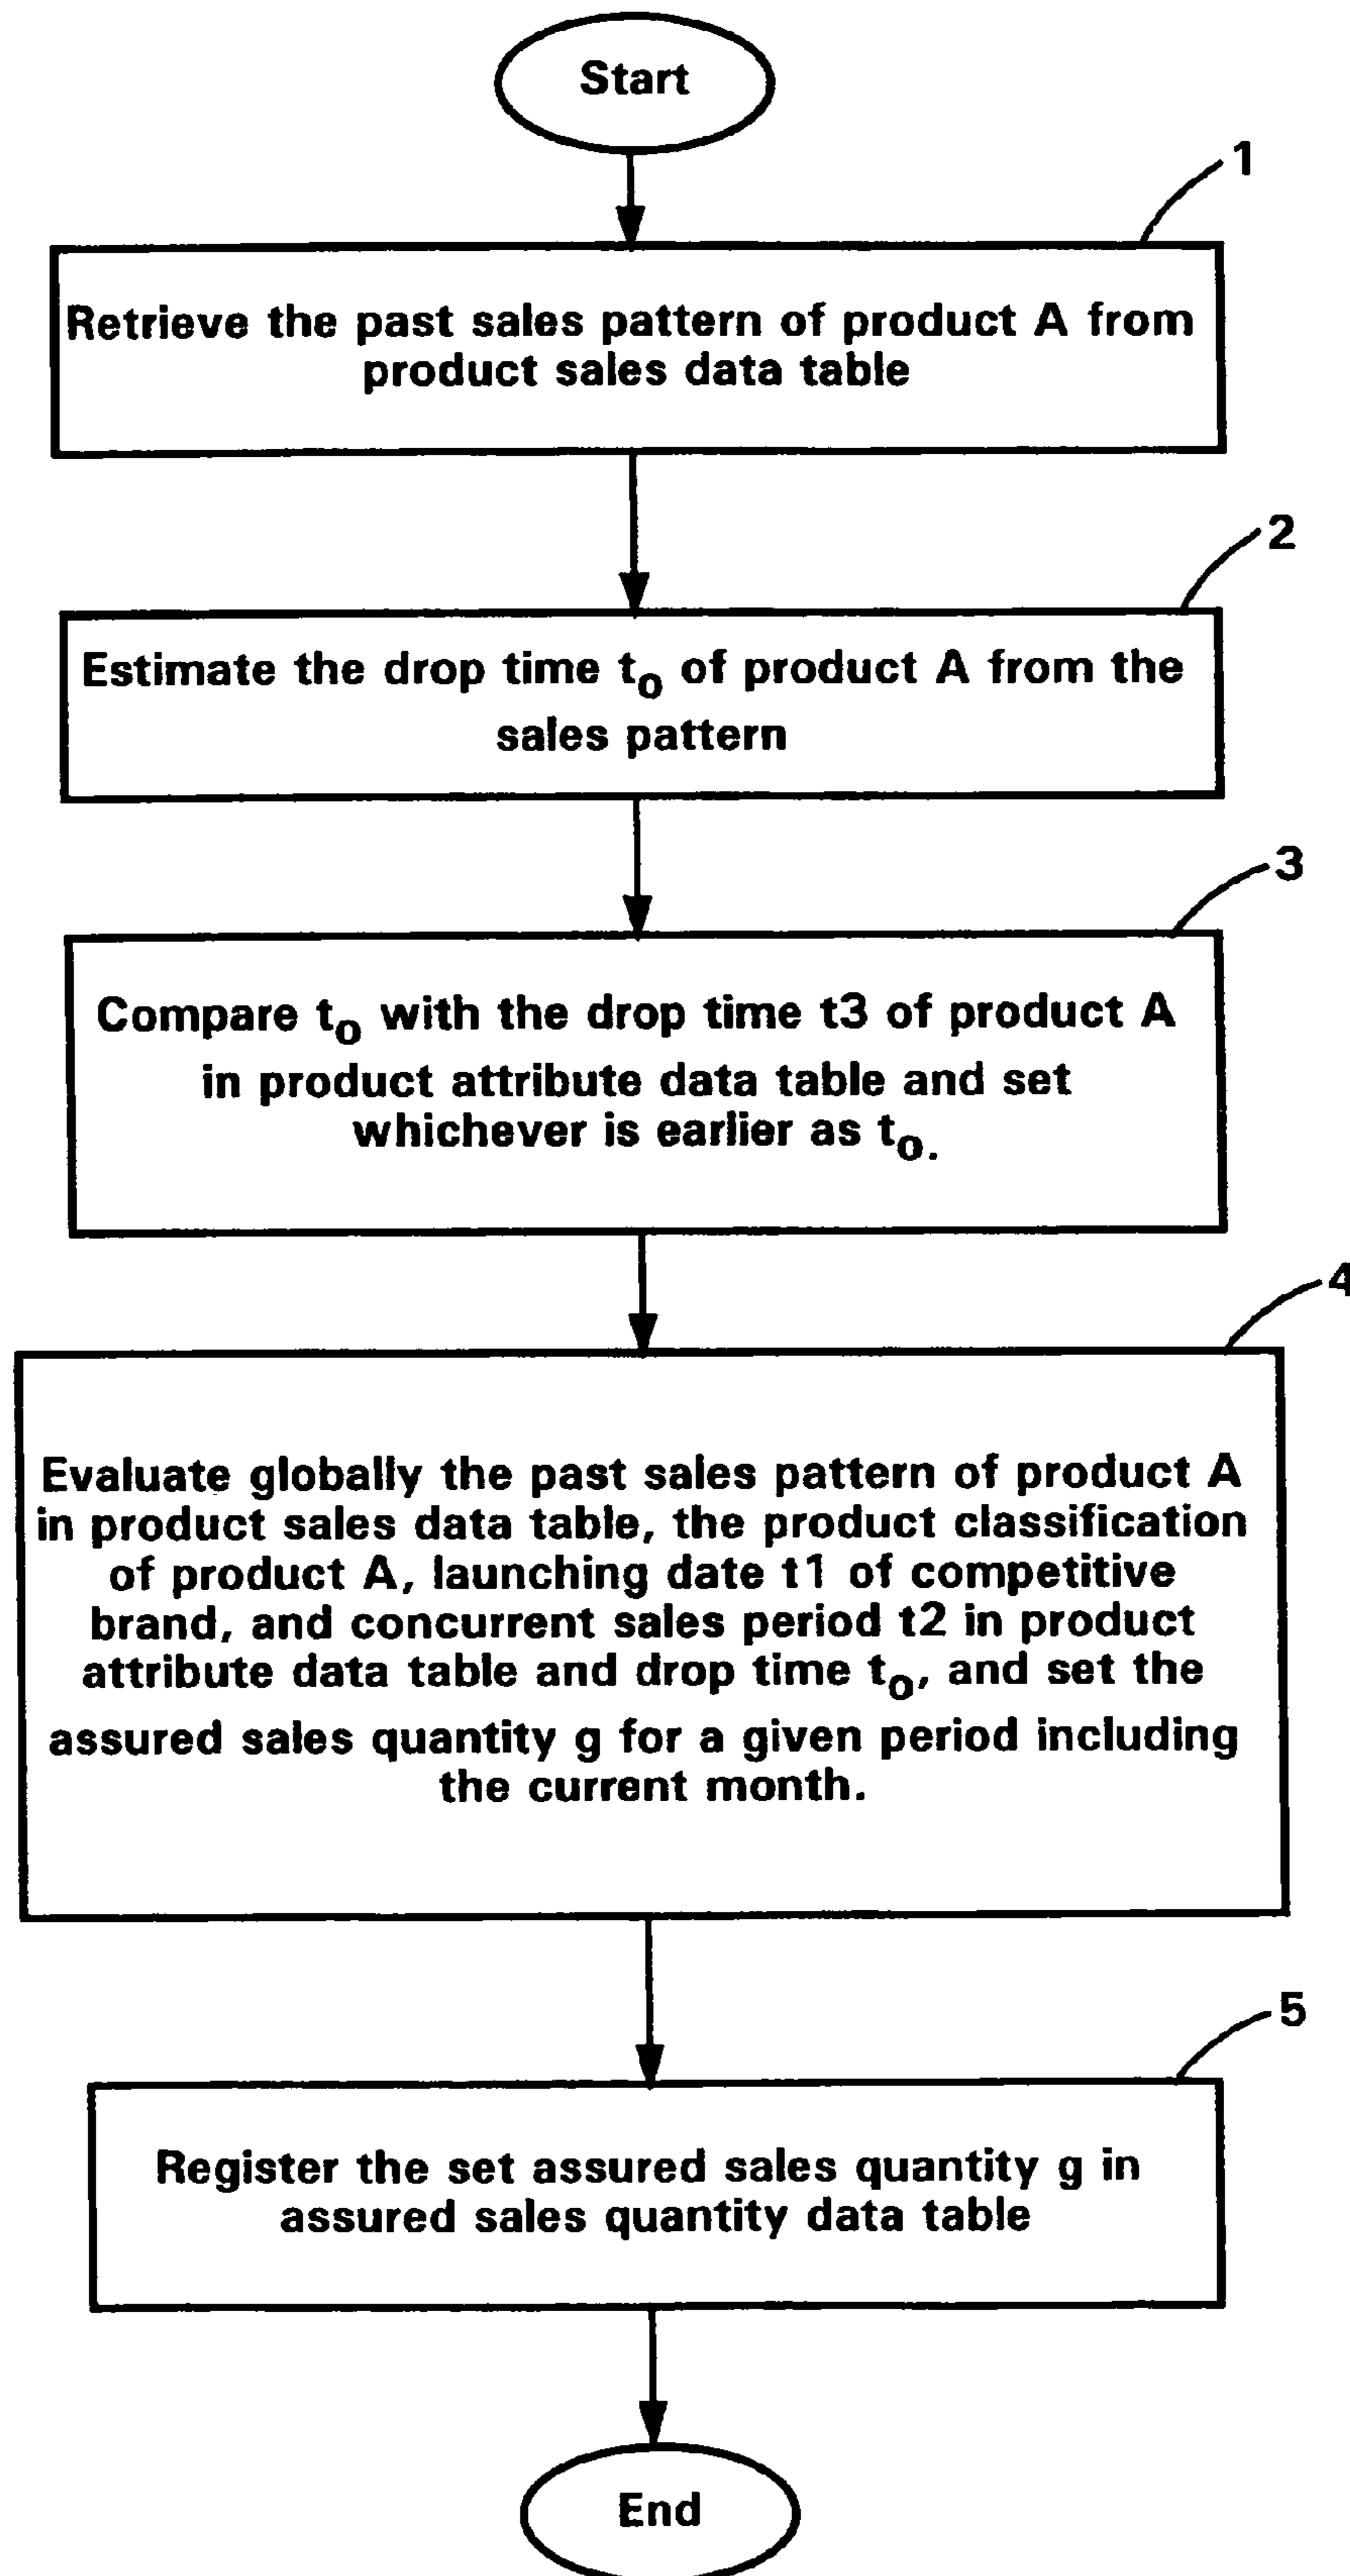 Start
1
Retrieve the past sales pattern of product A from
product sales data table
2
Estimate the drop time t₀ of product A from the
sales pattern
3
Compare t₀ with the drop time t3 of product A
in product attribute data table and set
whichever is earlier as t₀.
4
Evaluate globally the past sales pattern of product A
in product sales data table, the product classification
of product A, launching date t1 of competitive
brand, and concurrent sales period t2 in product
attribute data table and drop time t₀, and set the
assured sales quantity g for a given period including
the current month.
5
Register the set assured sales quantity g in
assured sales quantity data table
End